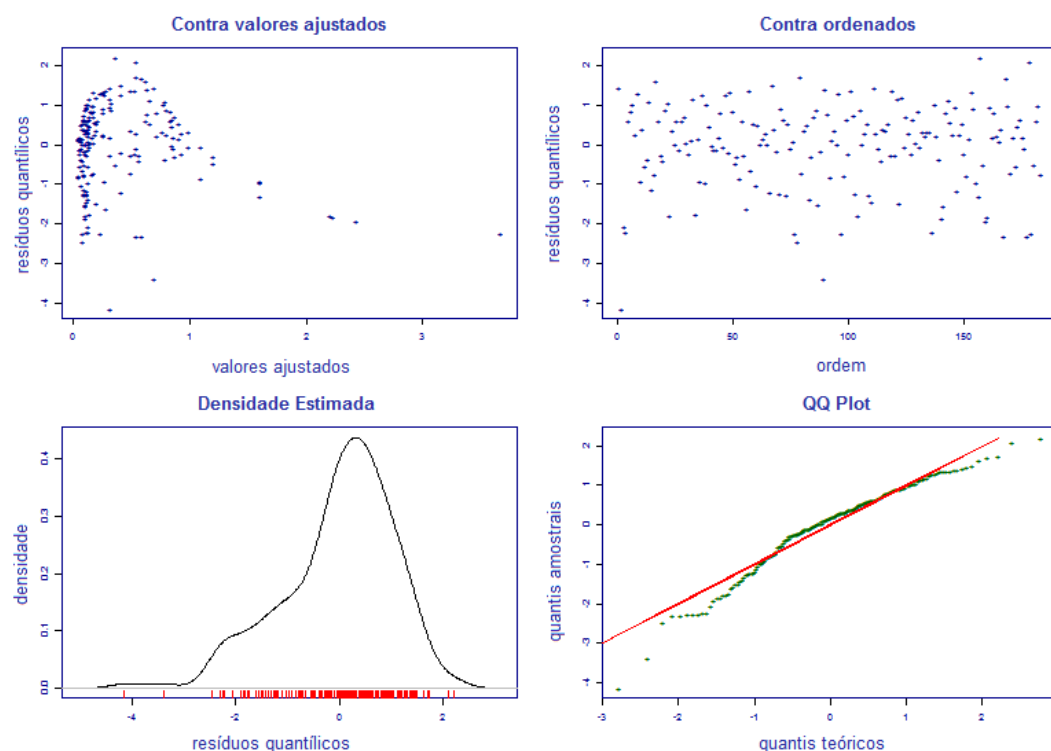 Contra valores ajustados
resíduos quantílicos
2
1
0
-1
-2
-3
-4
0 1 2 3
valores ajustados
Contra ordenados
resíduos quantílicos
2
1
0
-1
-2
-3
-4
0 50 100 150
ordem
Densidade Estimada
densidade
0.4
0.3
0.2
0.1
0.0
-4 -2 0 2
resíduos quantílicos
QQ Plot
quantis amostrais
2
1
0
-1
-2
-3
-4
-3 -2 -1 0 1 2
quantis teóricos